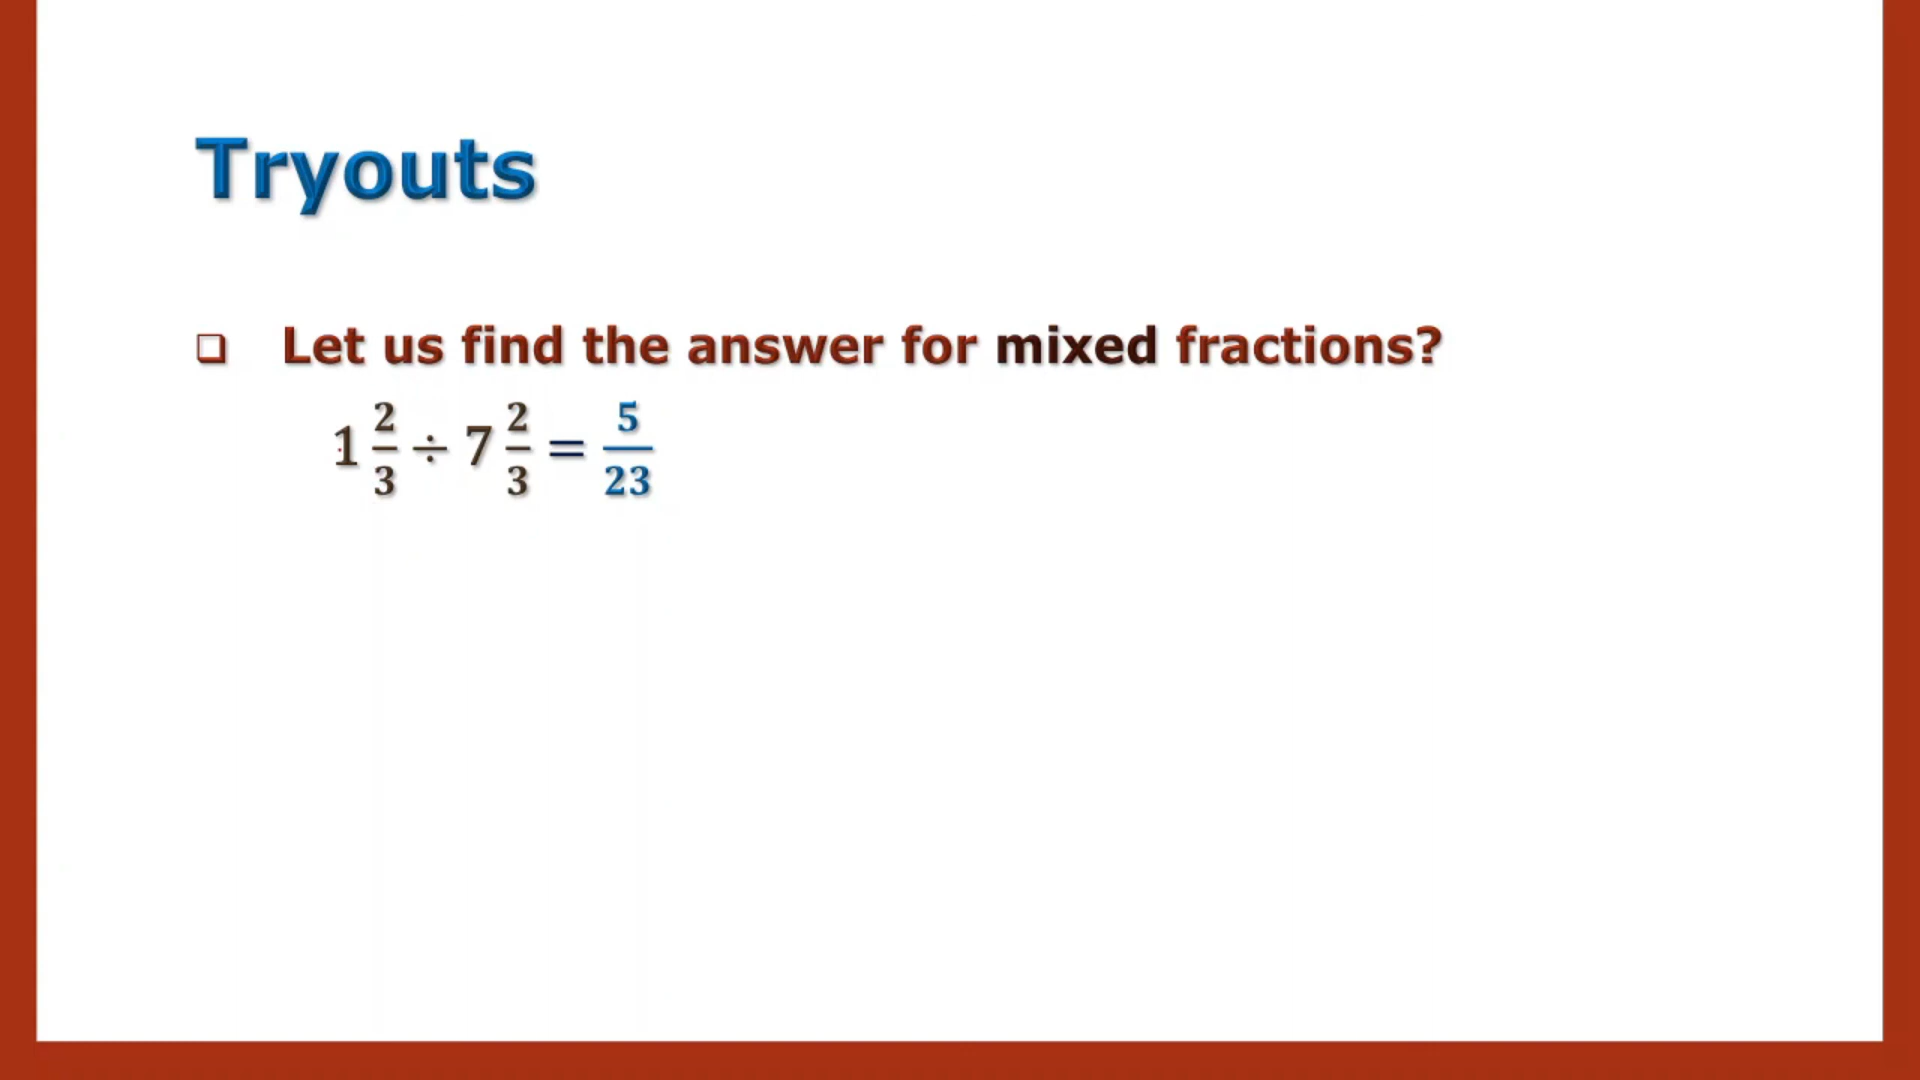 Tryouts
❑ Let us find the answer for mixed fractions?
1 2/3 ÷ 7 2/3 = 5/23